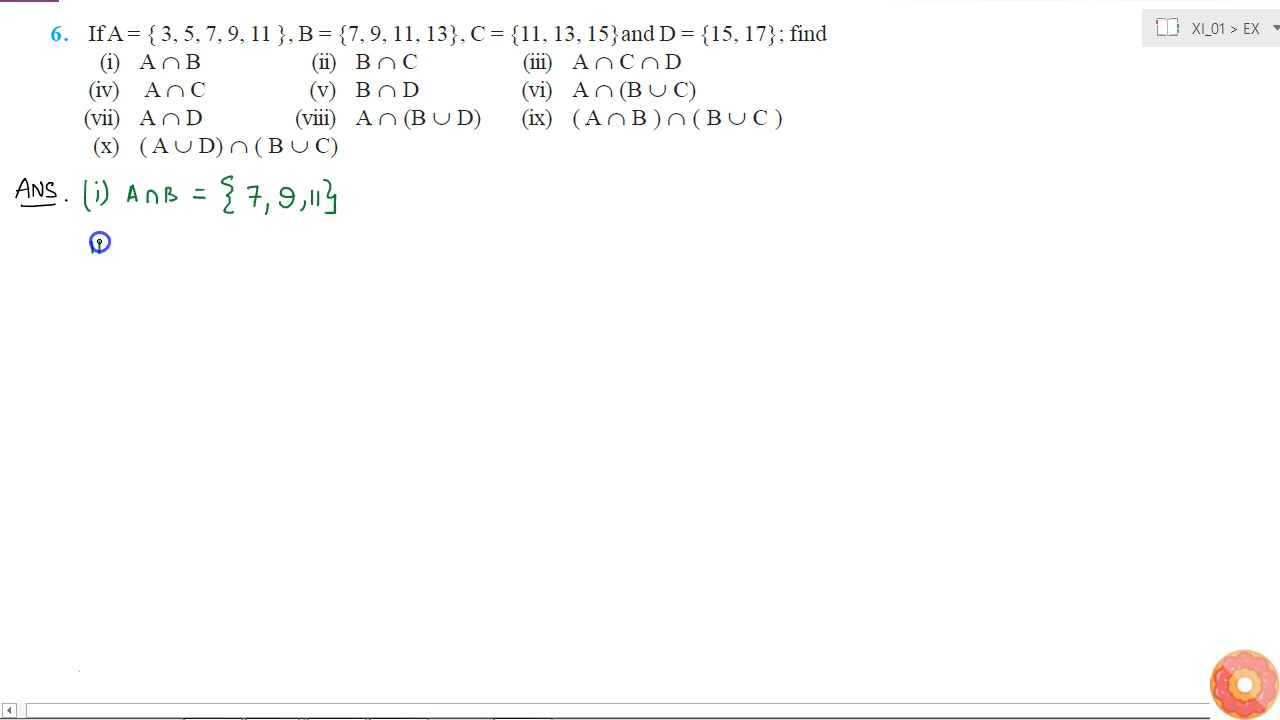 6. If A = { 3, 5, 7, 9, 11 }, B = {7, 9, 11, 13}, C = {11, 13, 15}and D = {15, 17}; find
XI_01 > EX
(i) A ∩ B (ii) B ∩ C (iii) A ∩ C ∩ D
(iv) A ∩ C (v) B ∩ D (vi) A ∩ (B ∪ C)
(vii) A ∩ D (viii) A ∩ (B ∪ D) (ix) ( A ∩ B ) ∩ ( B ∪ C )
(x) ( A ∪ D) ∩ ( B ∪ C)
ANS. (i) A∩B = {7, 9, 11}